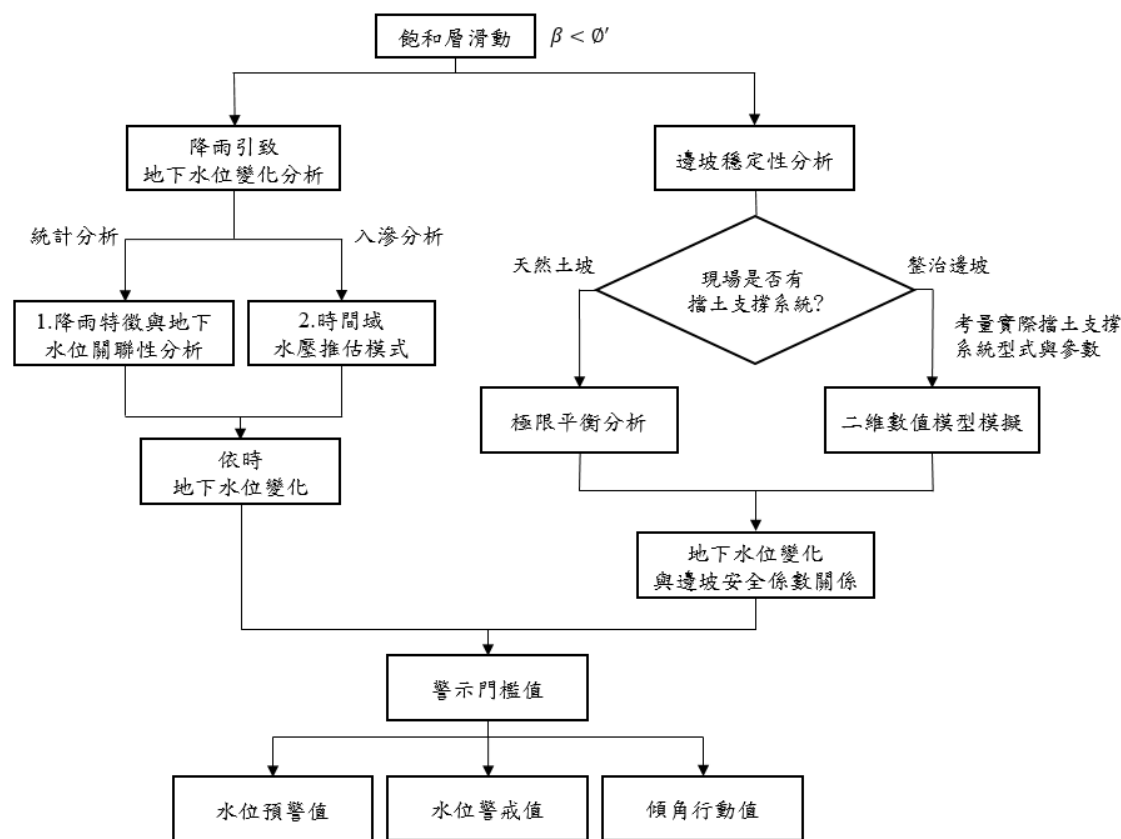 飽和層滑動
β < Ø′
降雨引致
地下水位變化分析
邊坡穩定性分析
統計分析
入滲分析
天然土坡
現場是否有
擋土支撐系統?
整治邊坡
1.降雨特徵與地下
水位關聯性分析
2.時間域
水壓推估模式
考量實際擋土支撐
系統型式與參數
極限平衡分析
二維數值模型模擬
依時
地下水位變化
地下水位變化
與邊坡安全係數關係
警示門檻值
水位預警值
水位警戒值
傾角行動值